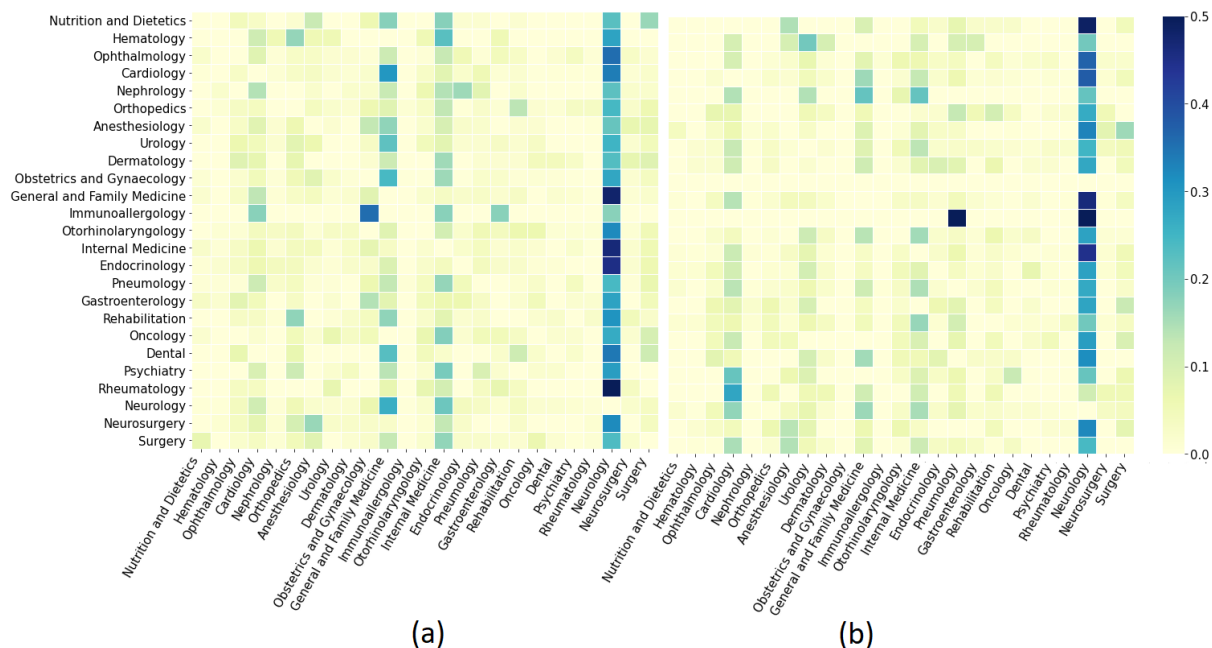 Nutrition and Dietetics
Hematology
Ophthalmology
Cardiology
Nephrology
Orthopedics
Anesthesiology
Urology
Dermatology
Obstetrics and Gynaecology
General and Family Medicine
Immunoallergology
Otorhinolaryngology
Internal Medicine
Endocrinology
Pneumology
Gastroenterology
Rehabilitation
Oncology
Dental
Psychiatry
Rheumatology
Neurology
Neurosurgery
Surgery
Nutrition and Dietetics
Hematology
Ophthalmology
Cardiology
Nephrology
Orthopedics
Anesthesiology
Urology
Dermatology
Obstetrics and Gynaecology
General and Family Medicine
Immunoallergology
Otorhinolaryngology
Internal Medicine
Endocrinology
Pneumology
Gastroenterology
Rehabilitation
Oncology
Dental
Psychiatry
Rheumatology
Neurology
Neurosurgery
Surgery
(a)
Nutrition and Dietetics
Hematology
Ophthalmology
Cardiology
Nephrology
Orthopedics
Anesthesiology
Urology
Dermatology
Obstetrics and Gynaecology
General and Family Medicine
Immunoallergology
Otorhinolaryngology
Internal Medicine
Endocrinology
Pneumology
Gastroenterology
Rehabilitation
Oncology
Dental
Psychiatry
Rheumatology
Neurology
Neurosurgery
Surgery
(b)
0.5
0.4
0.3
0.2
0.1
0.0